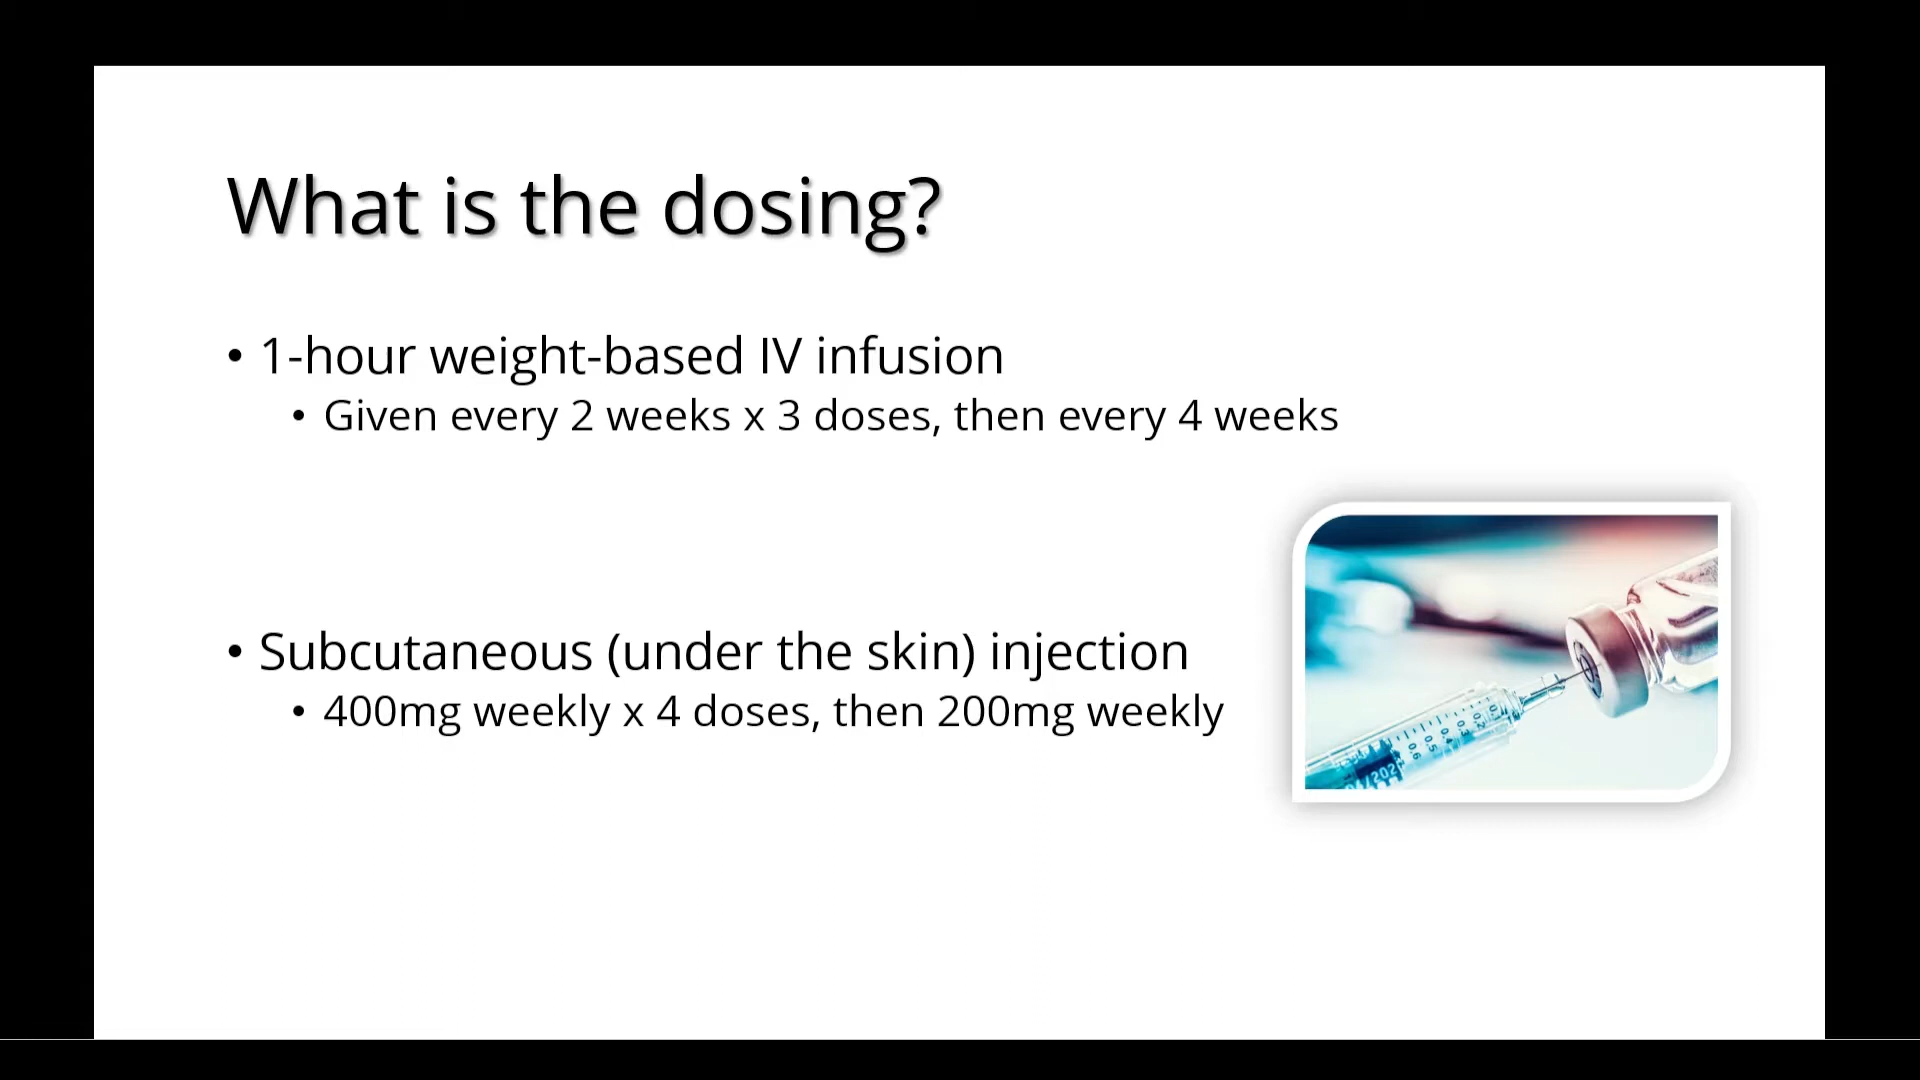 What is the dosing?
• 1-hour weight-based IV infusion
• Given every 2 weeks x 3 doses, then every 4 weeks
• Subcutaneous (under the skin) injection
• 400mg weekly x 4 doses, then 200mg weekly